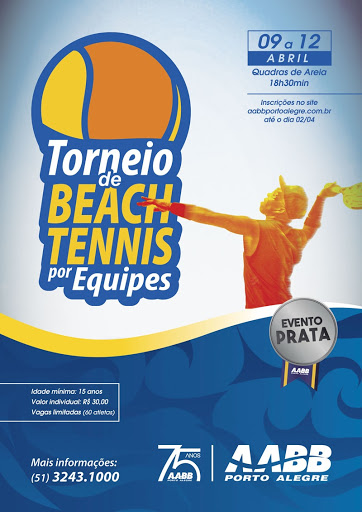 09 a 12
ABRIL
Quadras de Areia
18h30min
Inscrições no site
aabbportoalegre.com.br
até o dia 02/04
Torneio
de
BEACH
TENNIS
por Equipes
EVENTO
PRATA
AABB
Idade mínima: 15 anos
Valor individual: R$ 30,00
Vagas limitadas (60 atletas)
Mais informações:
(51) 3243.1000
75 ANOS
AABB
PORTO ALEGRE
AABB
PORTO ALEGRE